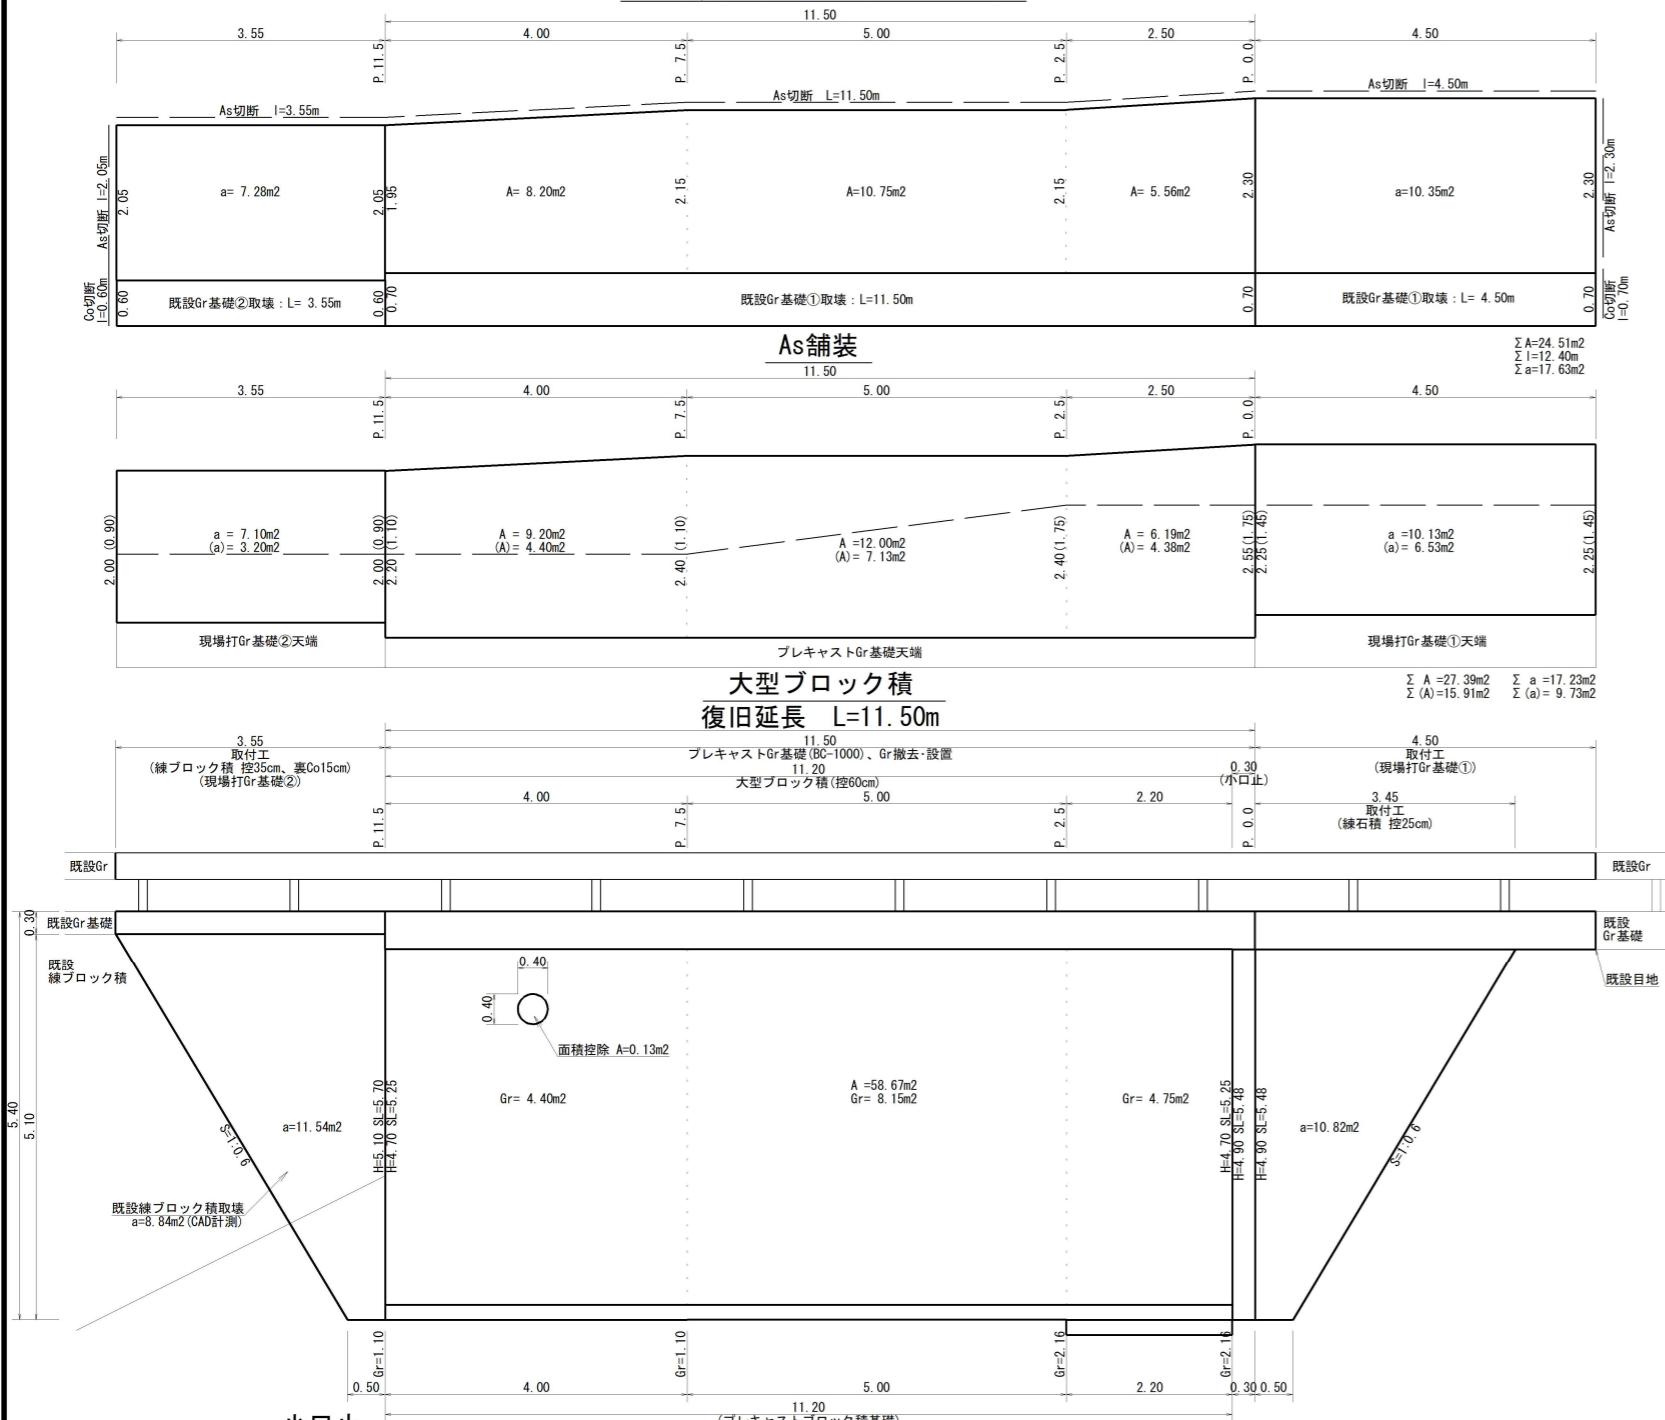 11.50
3.55 4.00 5.00 2.50 4.50
P.11.5 P. 7.5 P. 2.5 P. 0.0
As切断 l=3.55m
As切断 L=11.50m
As切断 l=4.50m
As切断 l=2.05m
2.05
a= 7.28m2
2.05
1.95
A= 8.20m2
2.15
A=10.75m2
2.15
A= 5.56m2
2.30
a=10.35m2
2.30
As切断 l=2.30m
Co切断
l=0.60m
0.60
既設Gr基礎②取壊：L= 3.55m
0.60
0.70
既設Gr基礎①取壊：L=11.50m
0.70
既設Gr基礎①取壊：L= 4.50m
0.70
Co切断
l=0.70m
As舗装
ΣA=24.51m2
Σl=12.40m
Σa=17.63m2
11.50
3.55 4.00 5.00 2.50 4.50
P.11.5 P. 7.5 P. 2.5 P. 0.0
2.00 (0.90)
a = 7.10m2
(a)= 3.20m2
2.00 (0.90)
2.20 (1.10)
A = 9.20m2
(A)= 4.40m2
2.40 (1.10)
A =12.00m2
(A)= 7.13m2
2.40(1.75)
A = 6.19m2
(A)= 4.38m2
2.55(1.75)
2.25(1.45)
a =10.13m2
(a)= 6.53m2
2.25(1.45)
現場打Gr基礎②天端
プレキャストGr基礎天端
現場打Gr基礎①天端
大型ブロック積
Σ A =27.39m2 Σ a =17.23m2
Σ(A)=15.91m2 Σ(a)= 9.73m2
復旧延長　L=11.50m
3.55
取付工
(練ブロック積 控35cm、裏Co15cm)
(現場打Gr基礎②)
11.50
プレキャストGr基礎(BC-1000)、Gr撤去･設置
11.20
大型ブロック積(控60cm)
0.30
(小口止)
4.50
取付工
(現場打Gr基礎①)
4.00 5.00 2.20 3.45
取付工
(練石積 控25cm)
P.11.5 P. 7.5 P. 2.5 P. 0.0
既設Gr 既設Gr
0.30
既設Gr基礎
既設
Gr基礎
既設
練ブロック積
既設目地
0.40
0.40
面積控除 A=0.13m2
5.40
5.10
S=1:0.6
a=11.54m2
H=5.10 SL=5.70
H=4.70 SL=5.25
Gr= 4.40m2
A =58.67m2
Gr= 8.15m2
Gr= 4.75m2
H=4.70 SL=5.25
H=4.90 SL=5.48
H=4.90 SL=5.48
a=10.82m2
S=1:0.6
既設練ブロック積取壊
a=8.84m2(CAD計測)
Gr=1.10 Gr=1.10 Gr=2.16 Gr=2.16
0.50 4.00 5.00 2.20 0.30 0.50
11.20